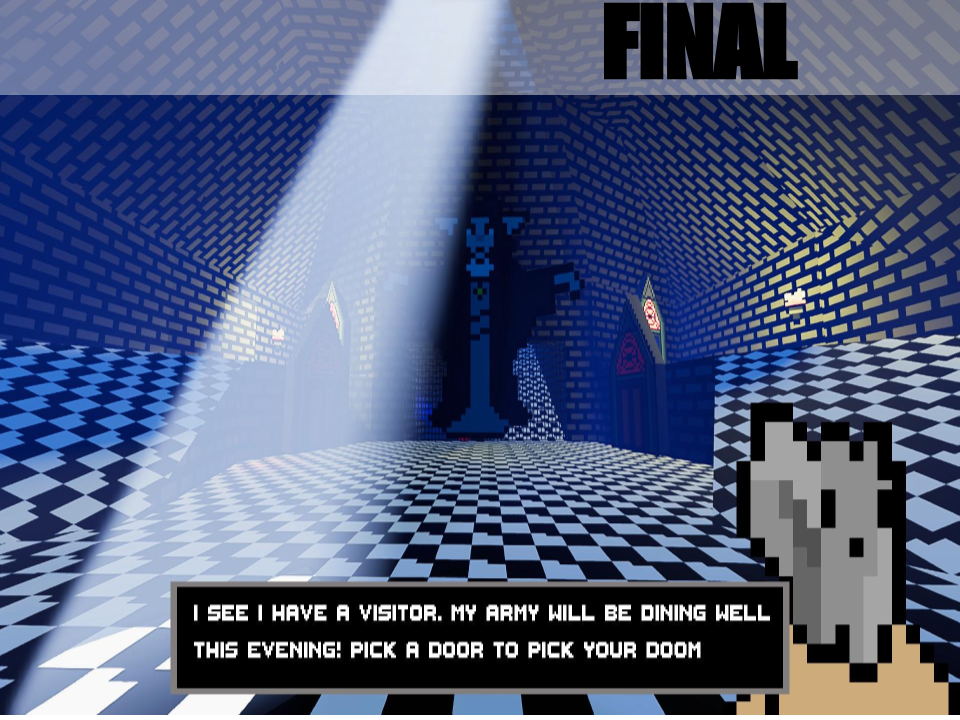 FINAL
I SEE I HAVE A VISITOR. MY ARMY WILL BE DINING WELL
THIS EVENING! PICK A DOOR TO PICK YOUR DOOM